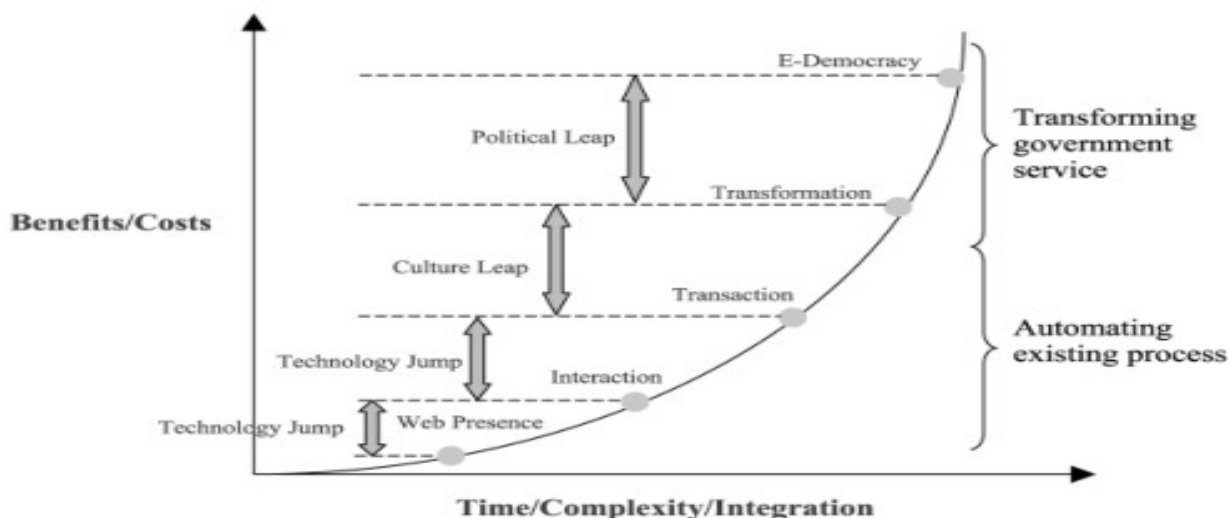 E-Democracy
Political Leap
Transforming
government
service
Transformation
Benefits/Costs
Culture Leap
Transaction
Automating
existing process
Technology Jump
Interaction
Technology Jump
Web Presence
Time/Complexity/Integration